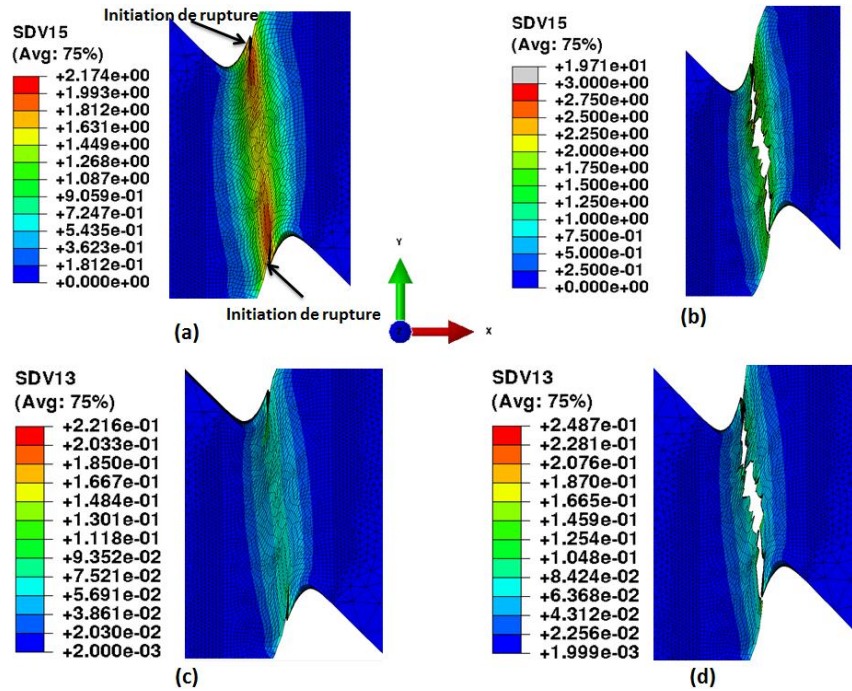 Initiation de rupture
SDV15
(Avg: 75%)
+2.174e+00
+1.993e+00
+1.812e+00
+1.631e+00
+1.449e+00
+1.268e+00
+1.087e+00
+9.059e-01
+7.247e-01
+5.435e-01
+3.623e-01
+1.812e-01
+0.000e+00
Initiation de rupture
(a)
Y
X
SDV15
(Avg: 75%)
+1.971e+01
+3.000e+00
+2.750e+00
+2.500e+00
+2.250e+00
+2.000e+00
+1.750e+00
+1.500e+00
+1.250e+00
+1.000e+00
+7.500e-01
+5.000e-01
+2.500e-01
+0.000e+00
(b)
SDV13
(Avg: 75%)
+2.216e-01
+2.033e-01
+1.850e-01
+1.667e-01
+1.484e-01
+1.301e-01
+1.118e-01
+9.352e-02
+7.521e-02
+5.691e-02
+3.861e-02
+2.030e-02
+2.000e-03
(c)
SDV13
(Avg: 75%)
+2.487e-01
+2.281e-01
+2.076e-01
+1.870e-01
+1.665e-01
+1.459e-01
+1.254e-01
+1.048e-01
+8.424e-02
+6.368e-02
+4.312e-02
+2.256e-02
+1.999e-03
(d)